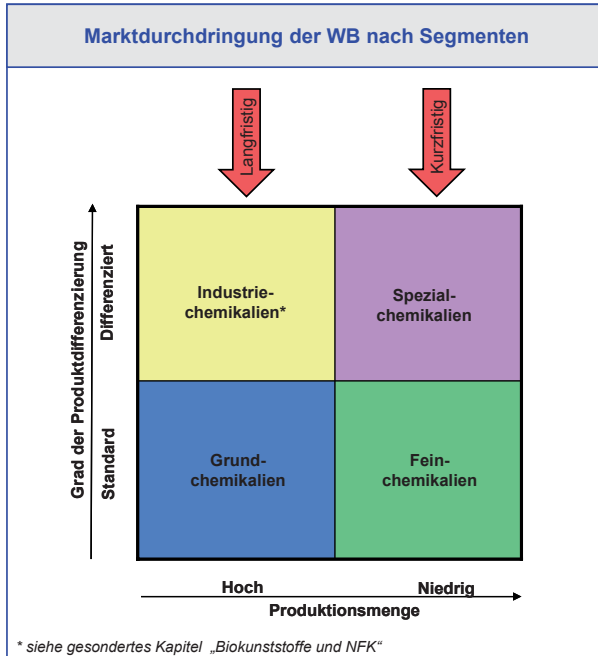 Marktdurchdringung der WB nach Segmenten
Langfristig
Kurzfristig
Grad der Produktdifferenzierung
Differenziert
Standard
Industrie-
chemikalien*
Spezial-
chemikalien
Grund-
chemikalien
Fein-
chemikalien
Hoch
Niedrig
Produktionsmenge
* siehe gesondertes Kapitel „Biokunststoffe und NFK“